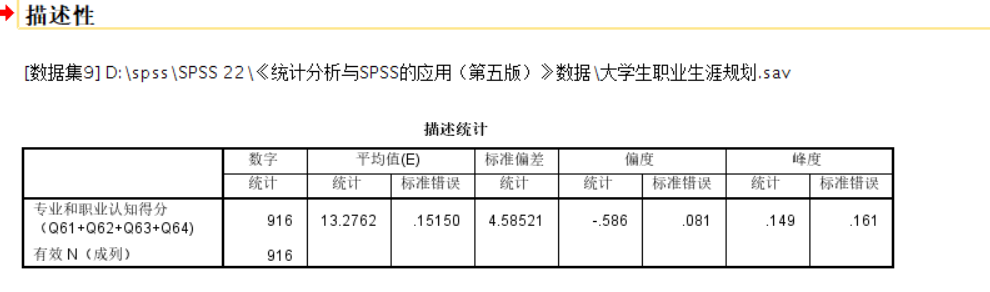 描述性
[数据集9] D:\spss\SPSS 22\《统计分析与SPSS的应用（第五版）》数据\大学生职业生涯规划.sav
描述统计
数字 平均值(E) 标准偏差 偏度 峰度
统计 统计 标准错误 统计 统计 标准错误 统计 标准错误
专业和职业认知得分
（Q61+Q62+Q63+Q64) 916 13.2762 .15150 4.58521 -.586 .081 .149 .161
有效 N（成列） 916